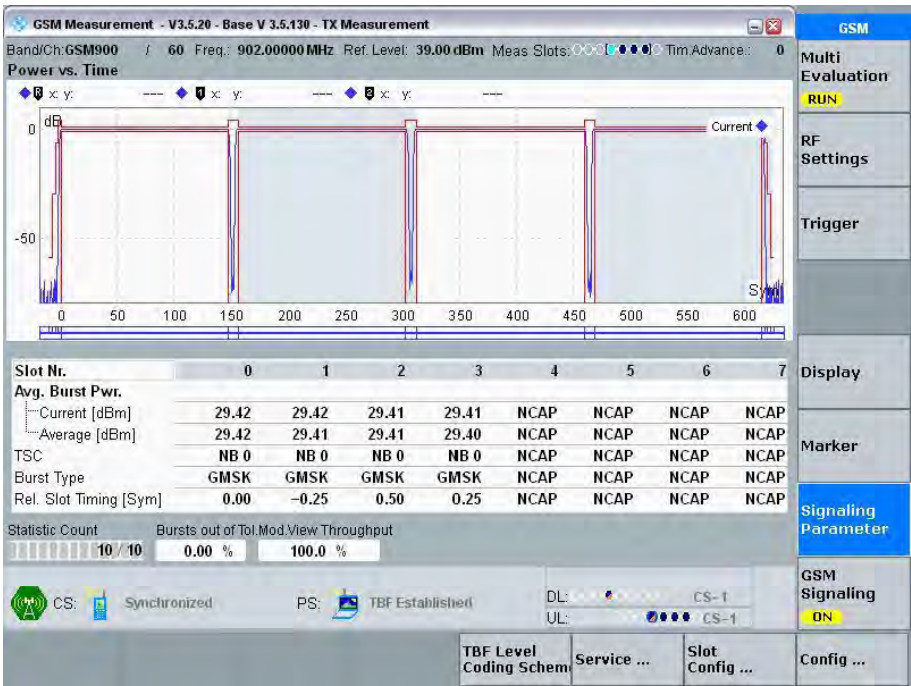 GSM Measurement - V3.5.20 - Base V 3.5.130 - TX Measurement
GSM
Band/Ch: GSM900 / 60 Freq.: 902.00000 MHz Ref. Level: 39.00 dBm Meas Slots: Tim.Advance.: 0
Power vs. Time
Multi
Evaluation
RUN
R x: y: --- 1 x: y: --- 2 x: y: ---
dB
Current
0
-50
Sym
0 50 100 150 200 250 300 350 400 450 500 550 600
RF
Settings
Trigger
Slot Nr. 0 1 2 3 4 5 6 7
Avg. Burst Pwr.
Current [dBm] 29.42 29.42 29.41 29.41 NCAP NCAP NCAP NCAP
Average [dBm] 29.42 29.41 29.41 29.40 NCAP NCAP NCAP NCAP
TSC NB 0 NB 0 NB 0 NB 0 NCAP NCAP NCAP NCAP
Burst Type GMSK GMSK GMSK GMSK NCAP NCAP NCAP NCAP
Rel. Slot Timing [Sym] 0.00 −0.25 0.50 0.25 NCAP NCAP NCAP NCAP
Display
Marker
Statistic Count Bursts out of Tol. Mod.View Throughput
10 / 10 0.00 % 100.0 %
Signaling
Parameter
CS: Synchronized PS: TBF Established DL: CS-1
UL: CS-1
GSM
Signaling
ON
TBF Level
Coding Schem
Service ...
Slot
Config ...
Config ...